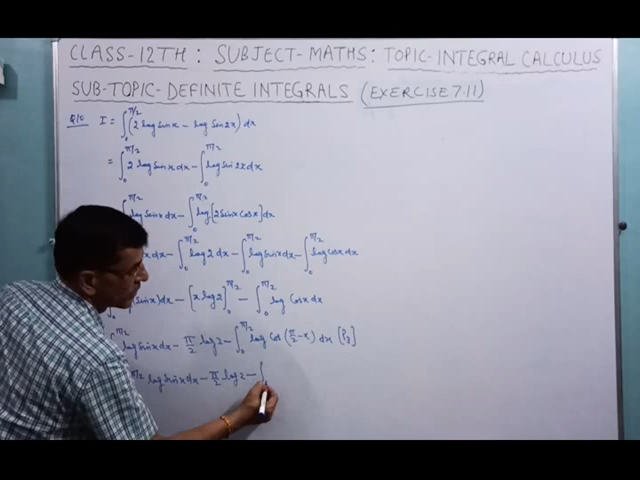 CLASS-12TH : SUBJECT-MATHS: TOPIC-INTEGRAL CALCULUS
SUB-TOPIC-DEFINITE INTEGRALS (EXERCISE 7.11)
Q10 I = ∫₀^π/2 (2 log sin x − log Sin 2x) dx
= ∫₀^π/2 2 log Sin x dx − ∫₀^π/2 log Sin 2x dx
log Sin x dx − ∫₀^π/2 log[2 Sin x Cos x] dx
x dx − ∫₀^π/2 log 2 dx − ∫₀^π/2 log sin x dx − ∫₀^π/2 log cos x dx
(sin x) dx − [x log 2]₀^π/2 − ∫₀^π/2 log Cos x dx
π/2 log Sin x dx − π/2 log 2 − ∫₀^π/2 log Cos (π/2 − x) dx [P₃]
π/2 log Sin x dx − π/2 log 2 − ∫